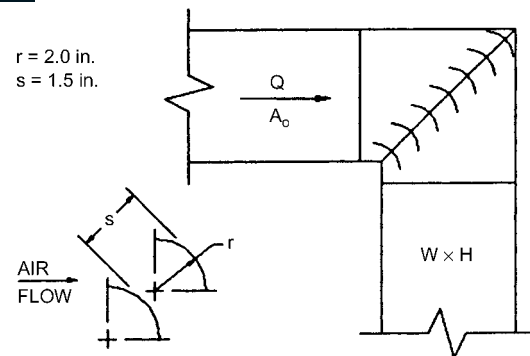 r = 2.0 in.
s = 1.5 in.
Q
A₀
s
r
AIR
FLOW
W × H